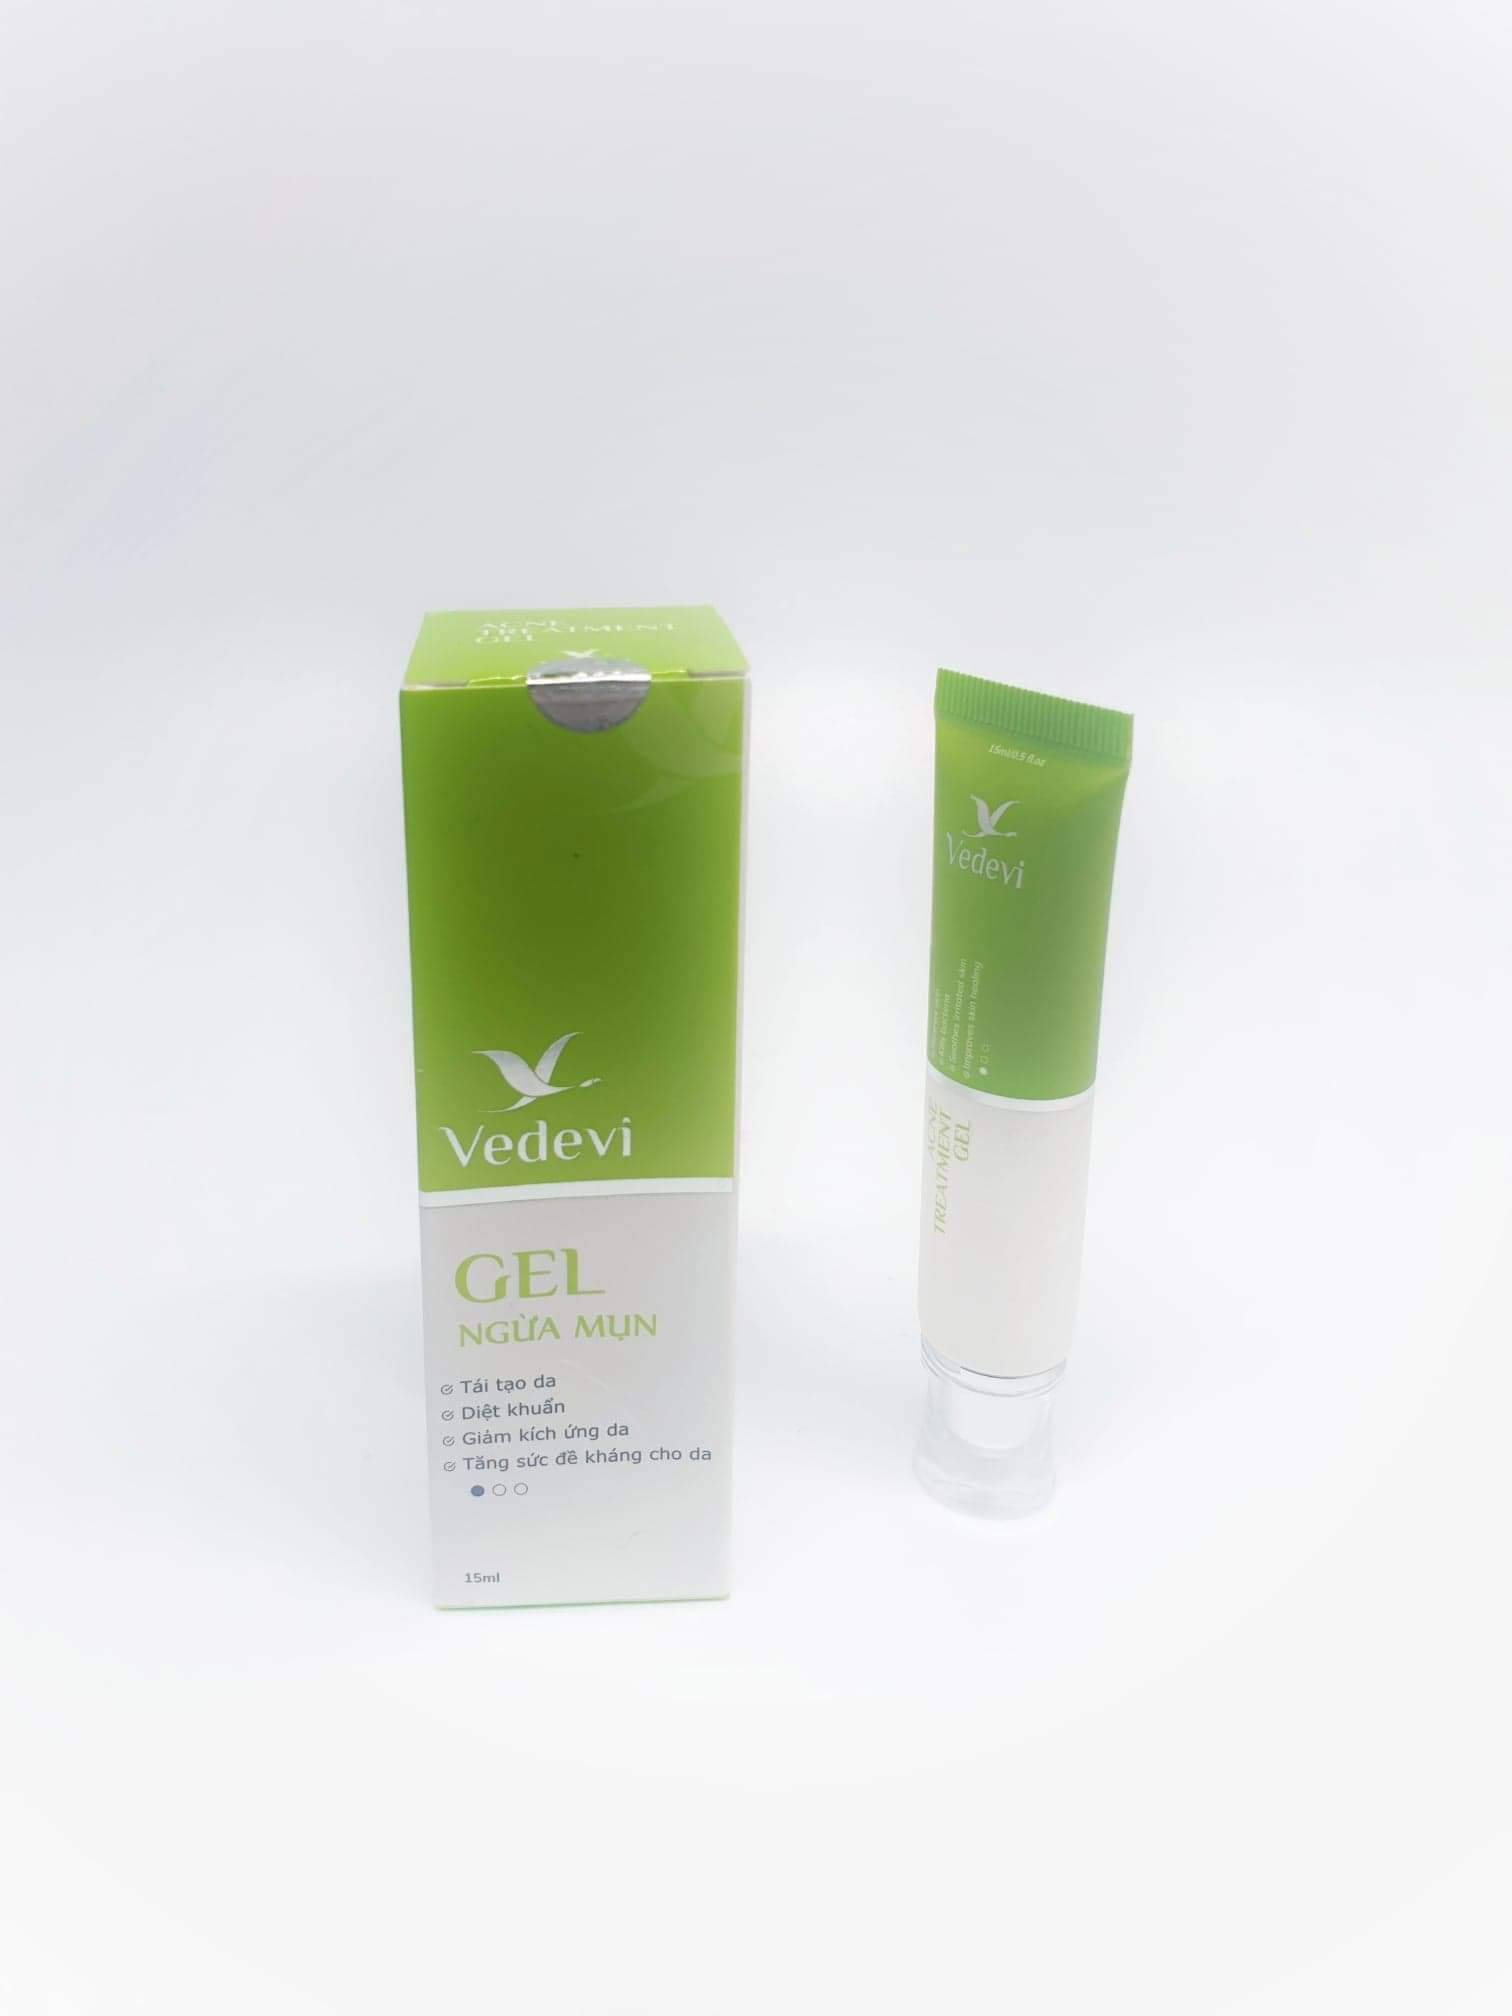 ACNE
TREATMENT
GEL
Vedevi
GEL
NGỪA MỤN
Tái tạo da
Diệt khuẩn
Giảm kích ứng da
Tăng sức đề kháng cho da
15ml
15ml/0.5 fl.oz
Vedevi
Kills bacteria
Soothes irritated skin
Improves skin healing
ACNE
TREATMENT
GEL